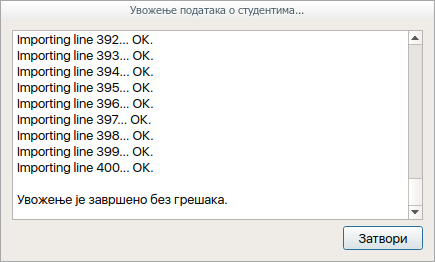 Увожење података о студентима...
Importing line 392... OK.
Importing line 393... OK.
Importing line 394... OK.
Importing line 395... OK.
Importing line 396... OK.
Importing line 397... OK.
Importing line 398... OK.
Importing line 399... OK.
Importing line 400... OK.
Увожење је завршено без грешака.
Затвори